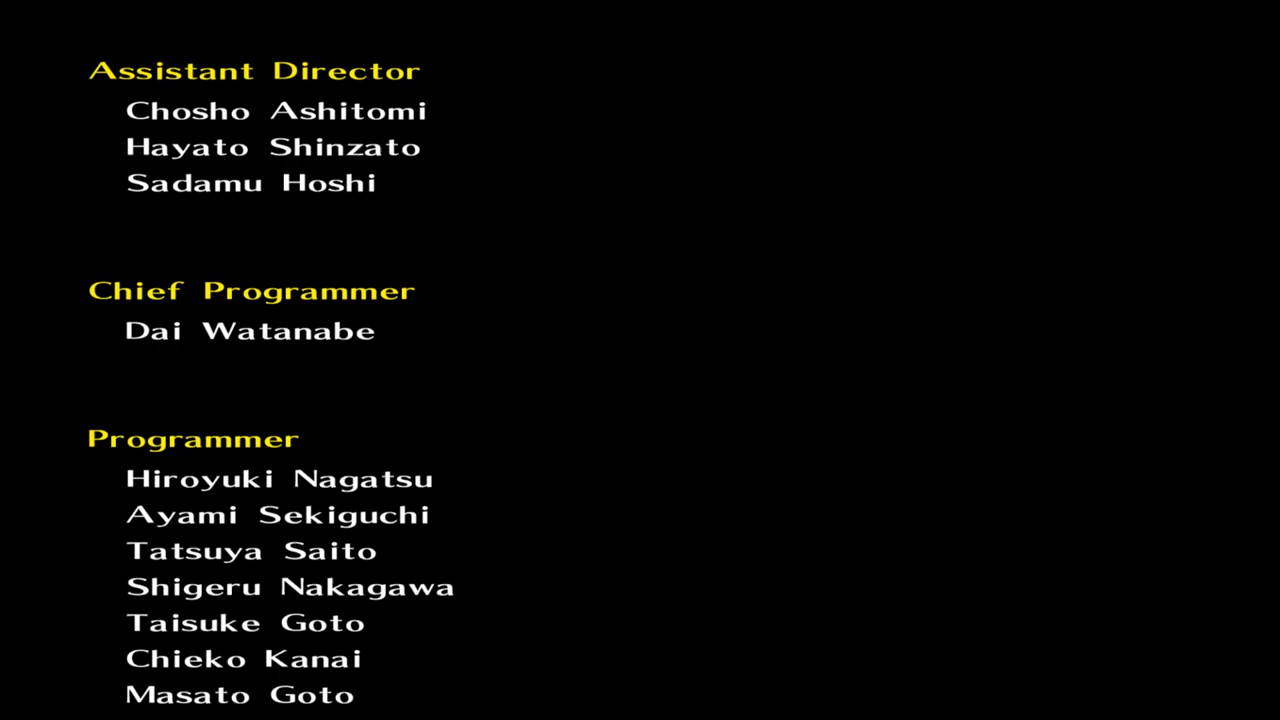 Assistant Director
Chosho Ashitomi
Hayato Shinzato
Sadamu Hoshi
Chief Programmer
Dai Watanabe
Programmer
Hiroyuki Nagatsu
Ayami Sekiguchi
Tatsuya Saito
Shigeru Nakagawa
Taisuke Goto
Chieko Kanai
Masato Goto